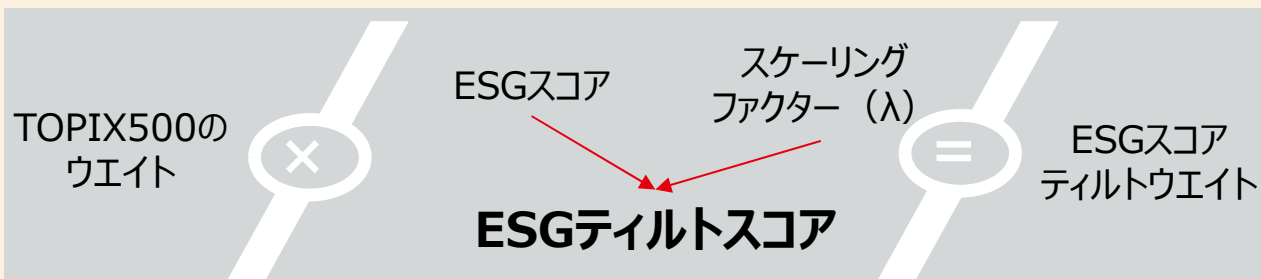 TOPIX500の
ウエイト
×
ESGスコア
スケーリング
ファクター（λ）
ESGティルトスコア
=
ESGスコア
ティルトウエイト